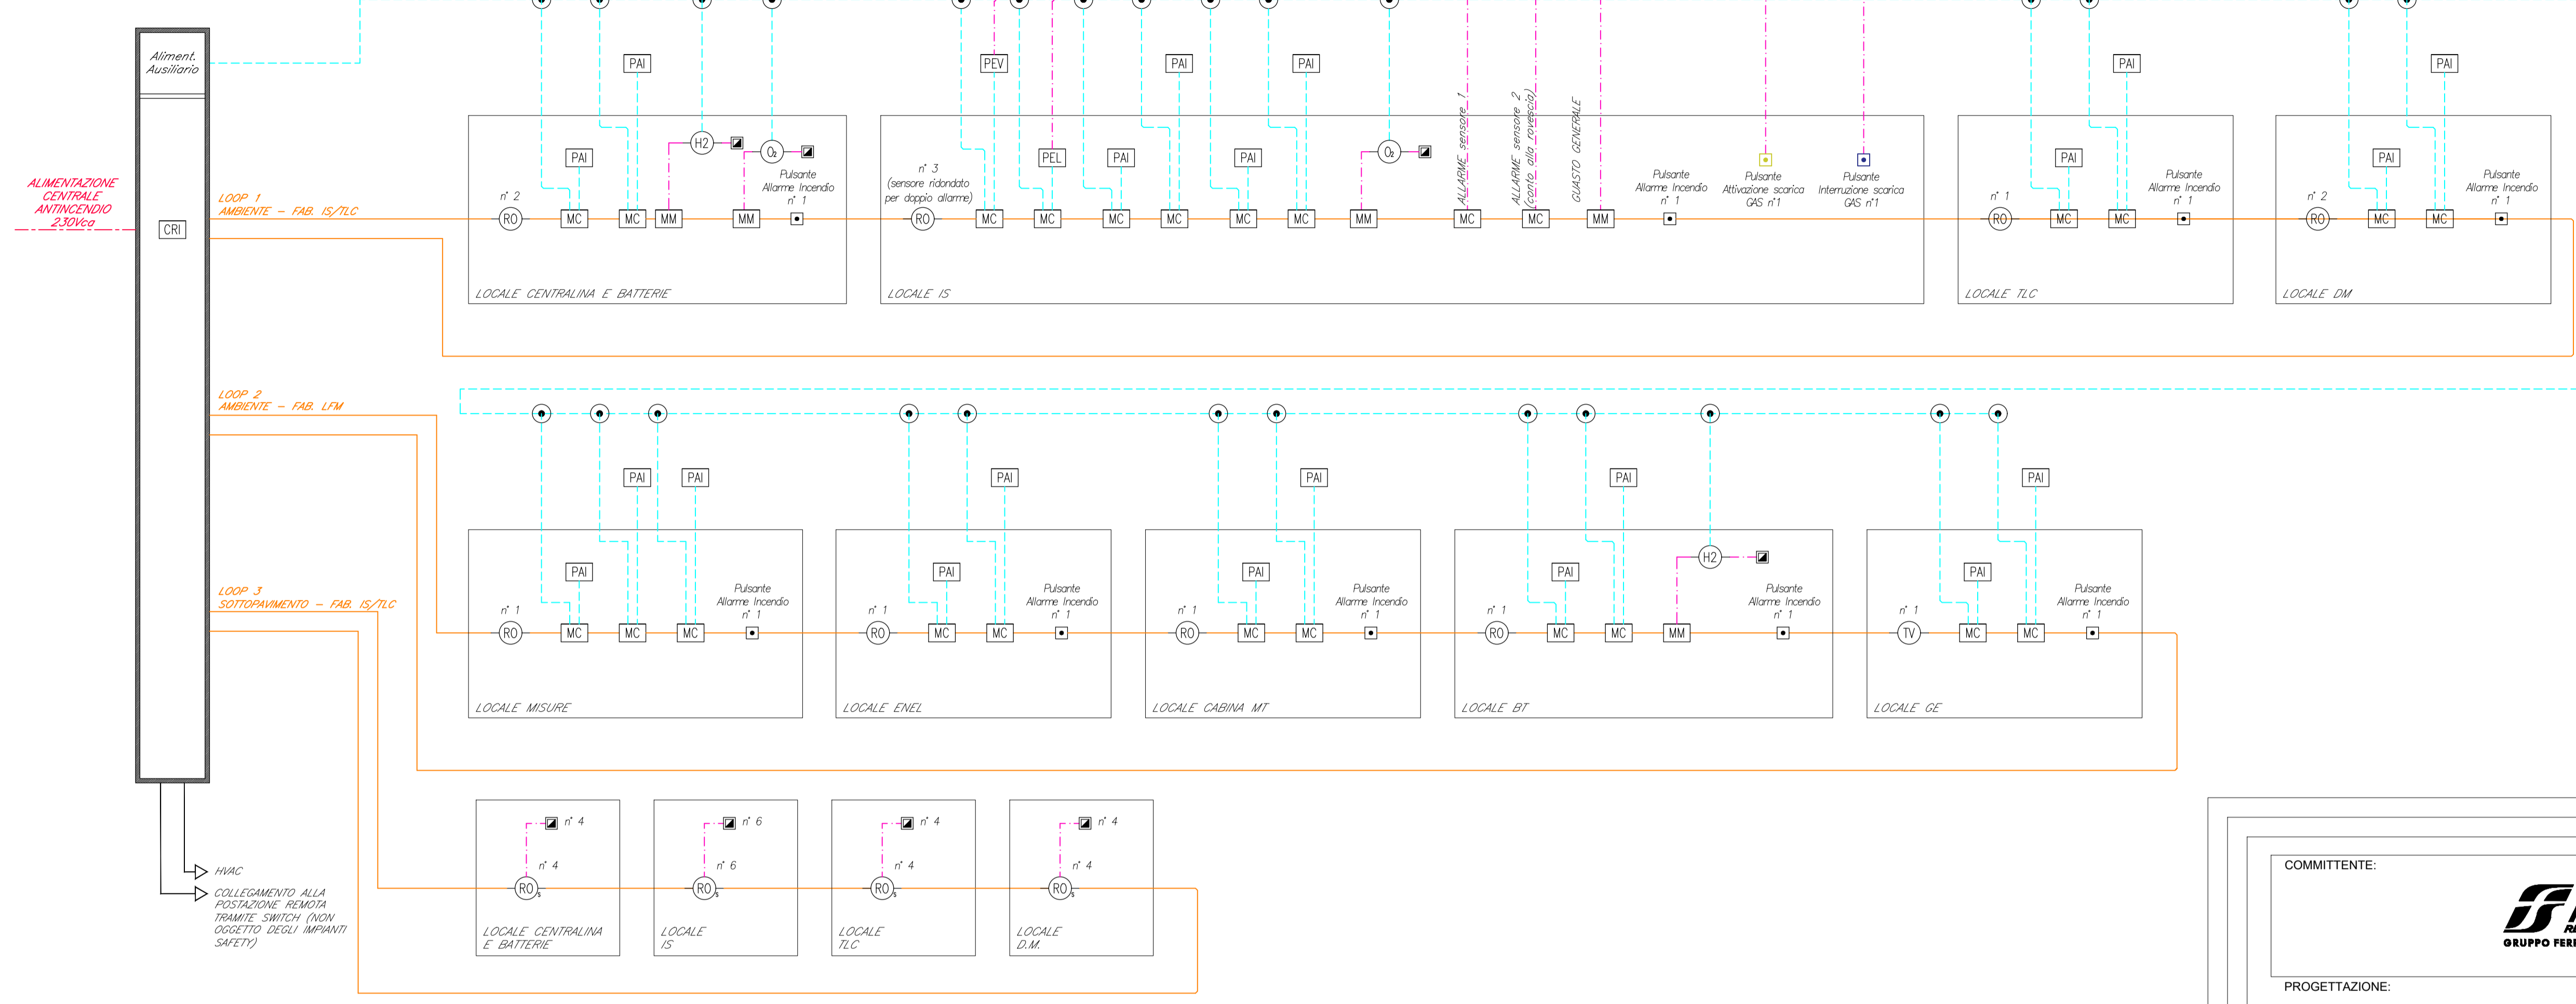 Aliment.
Ausiliario
ALIMENTAZIONE
CENTRALE
ANTINCENDIO
230Vca
CRI
LOOP 1
AMBIENTE - FAB. IS/TLC
PAI
PAI
n° 2
RO
MC
MC
MM
MM
H2
O₂
Pulsante
Allarme Incendio
n° 1
LOCALE CENTRALINA E BATTERIE
PEV
PAI
PAI
n° 3
(sensore ridondato
per doppio allarme)
PEL
PAI
PAI
O₂
RO
MC
MC
MC
MC
MC
MC
MM
MC
MC
MM
ALLARME sensore 1
ALLARME sensore 2
(conto alla rovescia)
GUASTO GENERALE
Pulsante
Allarme Incendio
n° 1
Pulsante
Attivazione scarica
GAS n°1
Pulsante
Interruzione scarica
GAS n°1
LOCALE IS
PAI
PAI
n° 1
RO
MC
MC
Pulsante
Allarme Incendio
n° 1
LOCALE TLC
PAI
PAI
n° 2
RO
MC
MC
Pulsante
Allarme Incendio
n° 1
LOCALE DM
LOOP 2
AMBIENTE - FAB. LFM
PAI
PAI
PAI
n° 1
RO
MC
MC
MC
Pulsante
Allarme Incendio
n° 1
LOCALE MISURE
PAI
PAI
n° 1
RO
MC
MC
Pulsante
Allarme Incendio
n° 1
LOCALE ENEL
PAI
PAI
n° 1
RO
MC
MC
Pulsante
Allarme Incendio
n° 1
LOCALE CABINA MT
PAI
PAI
H2
n° 1
RO
MC
MC
MM
Pulsante
Allarme Incendio
n° 1
LOCALE BT
PAI
PAI
n° 1
TV
MC
MC
Pulsante
Allarme Incendio
n° 1
LOCALE GE
LOOP 3
SOTTOPAVIMENTO - FAB. IS/TLC
n° 4
n° 4
RO s
LOCALE CENTRALINA
E BATTERIE
n° 6
n° 6
RO s
LOCALE
IS
n° 4
n° 4
RO s
LOCALE
TLC
n° 4
n° 4
RO s
LOCALE
D.M.
HVAC
COLLEGAMENTO ALLA
POSTAZIONE REMOTA
TRAMITE SWITCH (NON
OGGETTO DEGLI IMPIANTI
SAFETY)
COMMITTENTE:
GRUPPO FER
PROGETTAZIONE: